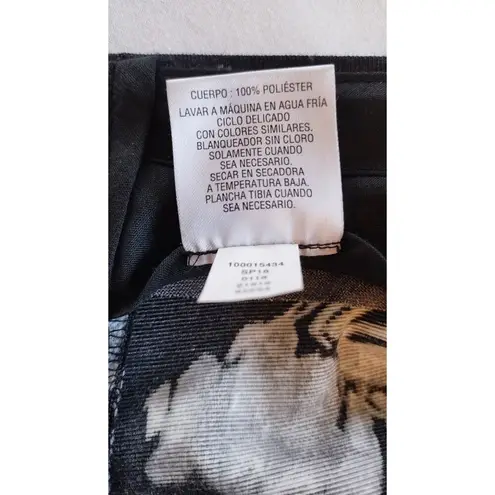 CUERPO : 100% POLIÉSTER
LAVAR A MÁQUINA EN AGUA FRÍA
CICLO DELICADO
CON COLORES SIMILARES.
BLANQUEADOR SIN CLORO
SOLAMENTE CUANDO
SEA NECESARIO.
SECAR EN SECADORA
A TEMPERATURA BAJA.
PLANCHA TIBIA CUANDO
SEA NECESARIO.
100015434
SP18